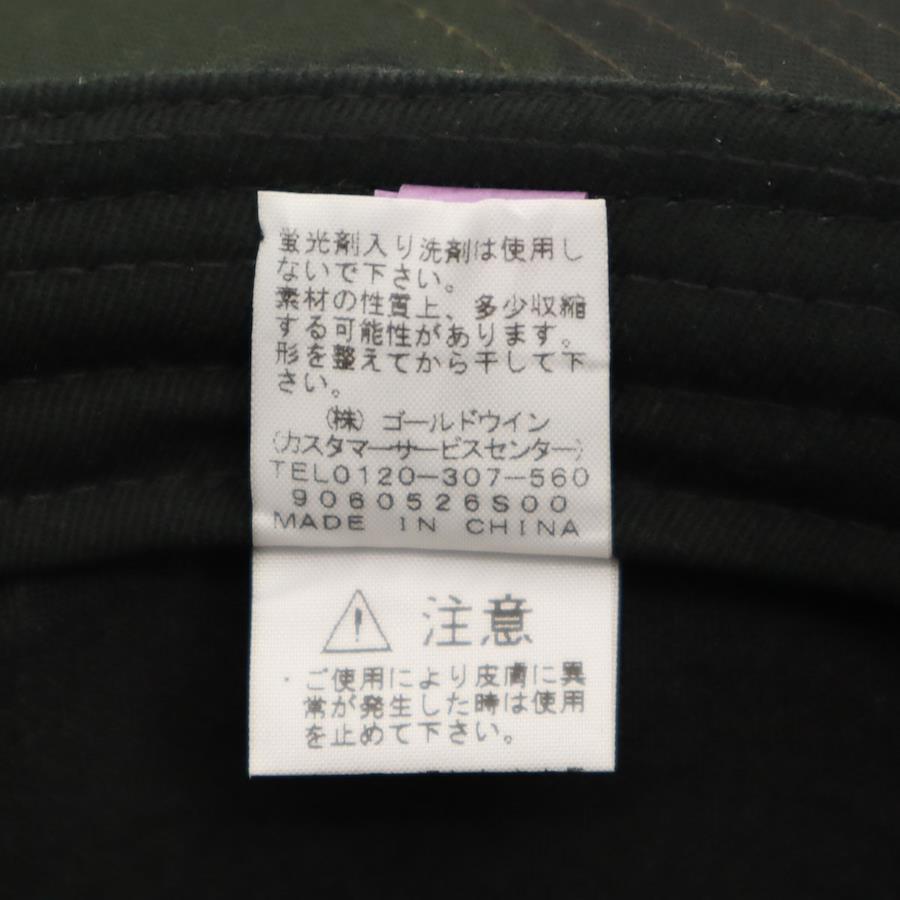 蛍光剤入り洗剤は使用し
ないで下さい。
素材の性質上、多少収縮
する可能性があります。
形を整えてから干して下
さい。
(株) ゴールドウイン
(カスタマーサービスセンター)
TEL0120-307-560
9060526S00
MADE IN CHINA
注意
ご使用により皮膚に異
常が発生した時は使用
を止めて下さい。